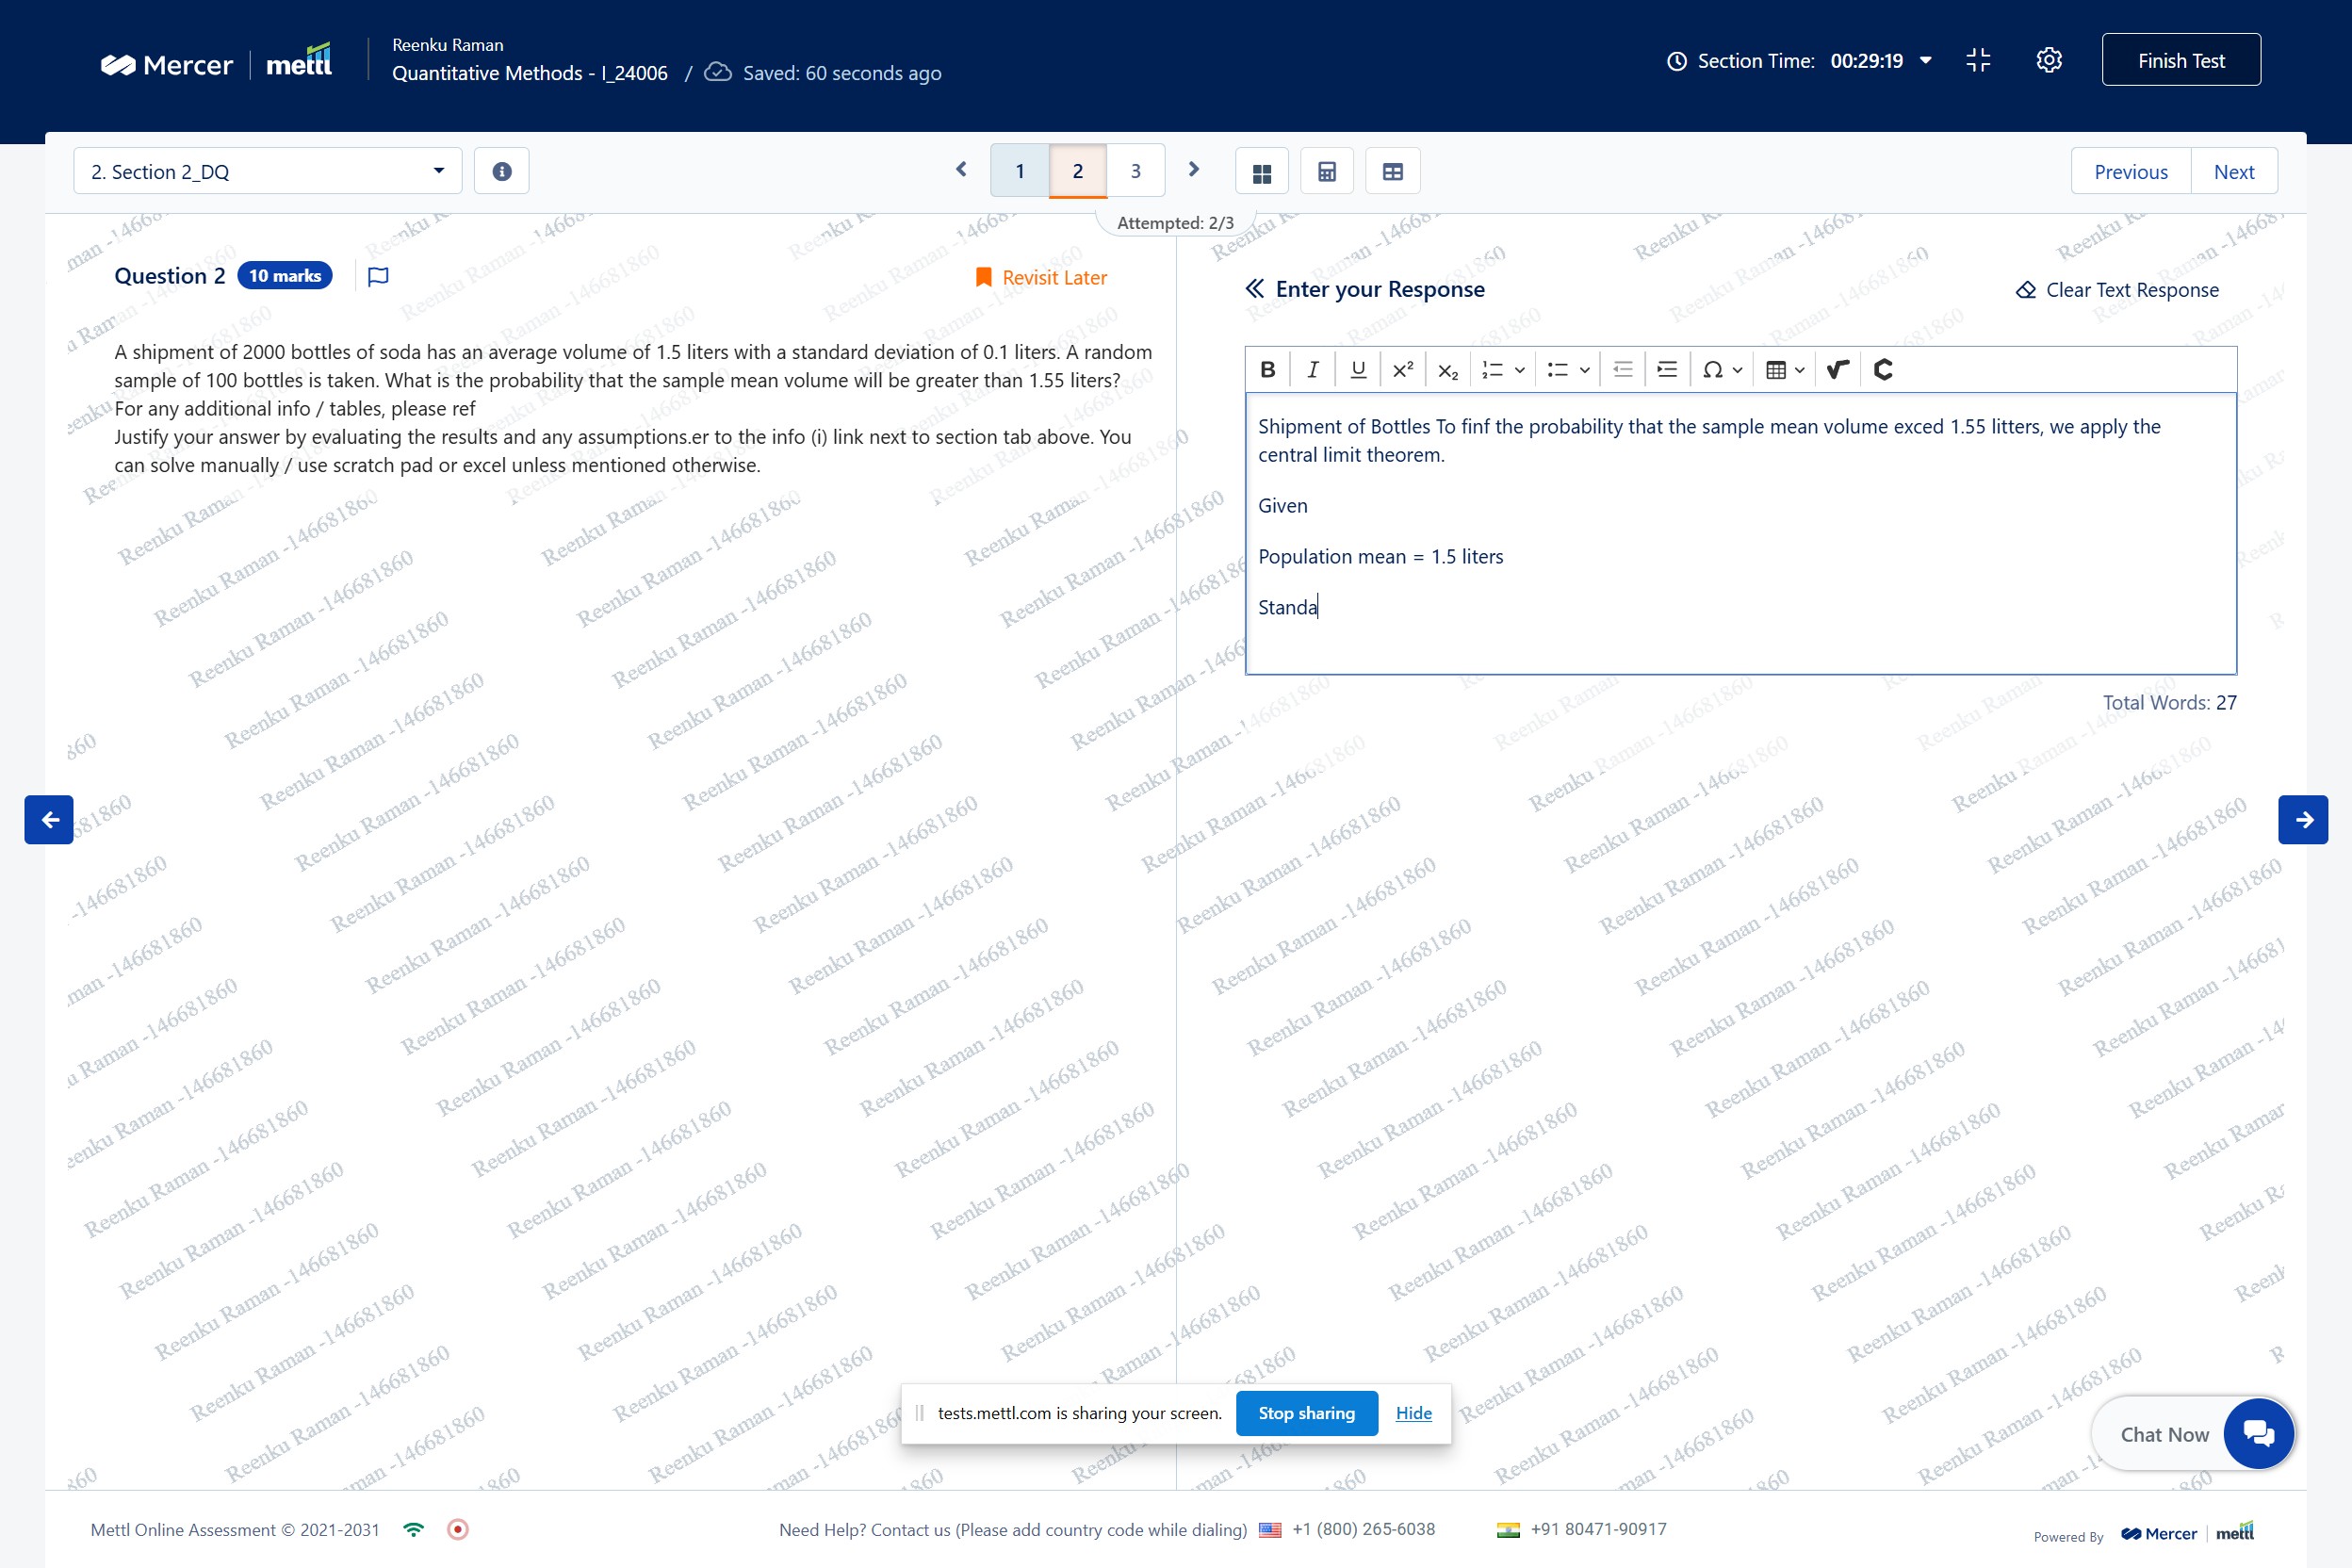 Mercer | mettl
Reenku Raman
Quantitative Methods - I_24006 / Saved: 60 seconds ago
Section Time: 00:29:19
Finish Test
2. Section 2_DQ
1 2 3
Previous Next
Attempted: 2/3
Question 2 10 marks
Revisit Later
A shipment of 2000 bottles of soda has an average volume of 1.5 liters with a standard deviation of 0.1 liters. A random
sample of 100 bottles is taken. What is the probability that the sample mean volume will be greater than 1.55 liters?
For any additional info / tables, please ref
Justify your answer by evaluating the results and any assumptions.er to the info (i) link next to section tab above. You
can solve manually / use scratch pad or excel unless mentioned otherwise.
Enter your Response
Clear Text Response
B I U x² x₂ Ω
Shipment of Bottles To finf the probability that the sample mean volume exced 1.55 litters, we apply the
central limit theorem.
Given
Population mean = 1.5 liters
Standa
Total Words: 27
Reenku Raman -146681860
tests.mettl.com is sharing your screen. Stop sharing Hide
Chat Now
Mettl Online Assessment © 2021-2031
Need Help? Contact us (Please add country code while dialing) +1 (800) 265-6038 +91 80471-90917
Powered By Mercer | mettl